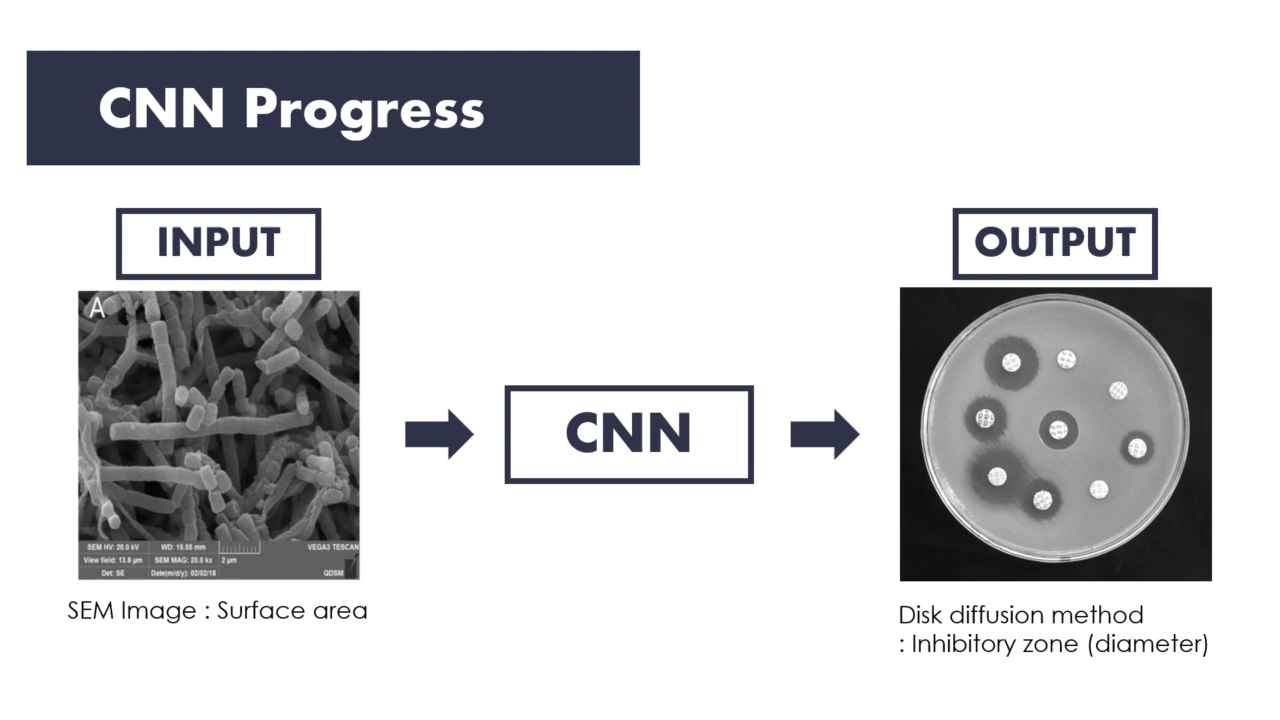 CNN Progress
INPUT
OUTPUT
A
CNN
SEM HV: 20.0 kV
WD: 15.55 mm
VEGA3 TESCAN
View field: 13.8 µm
SEM MAG: 20.0 kx
2 µm
Det: SE
Date(m/d/y): 02/02/18
QDSM
SEM Image : Surface area
Disk diffusion method
: Inhibitory zone (diameter)